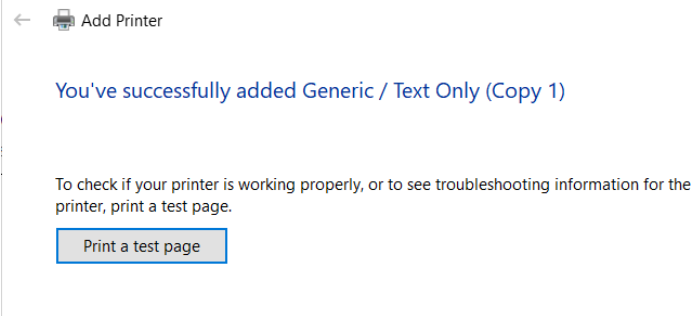 Add Printer
You've successfully added Generic / Text Only (Copy 1)
To check if your printer is working properly, or to see troubleshooting information for the
printer, print a test page.
Print a test page